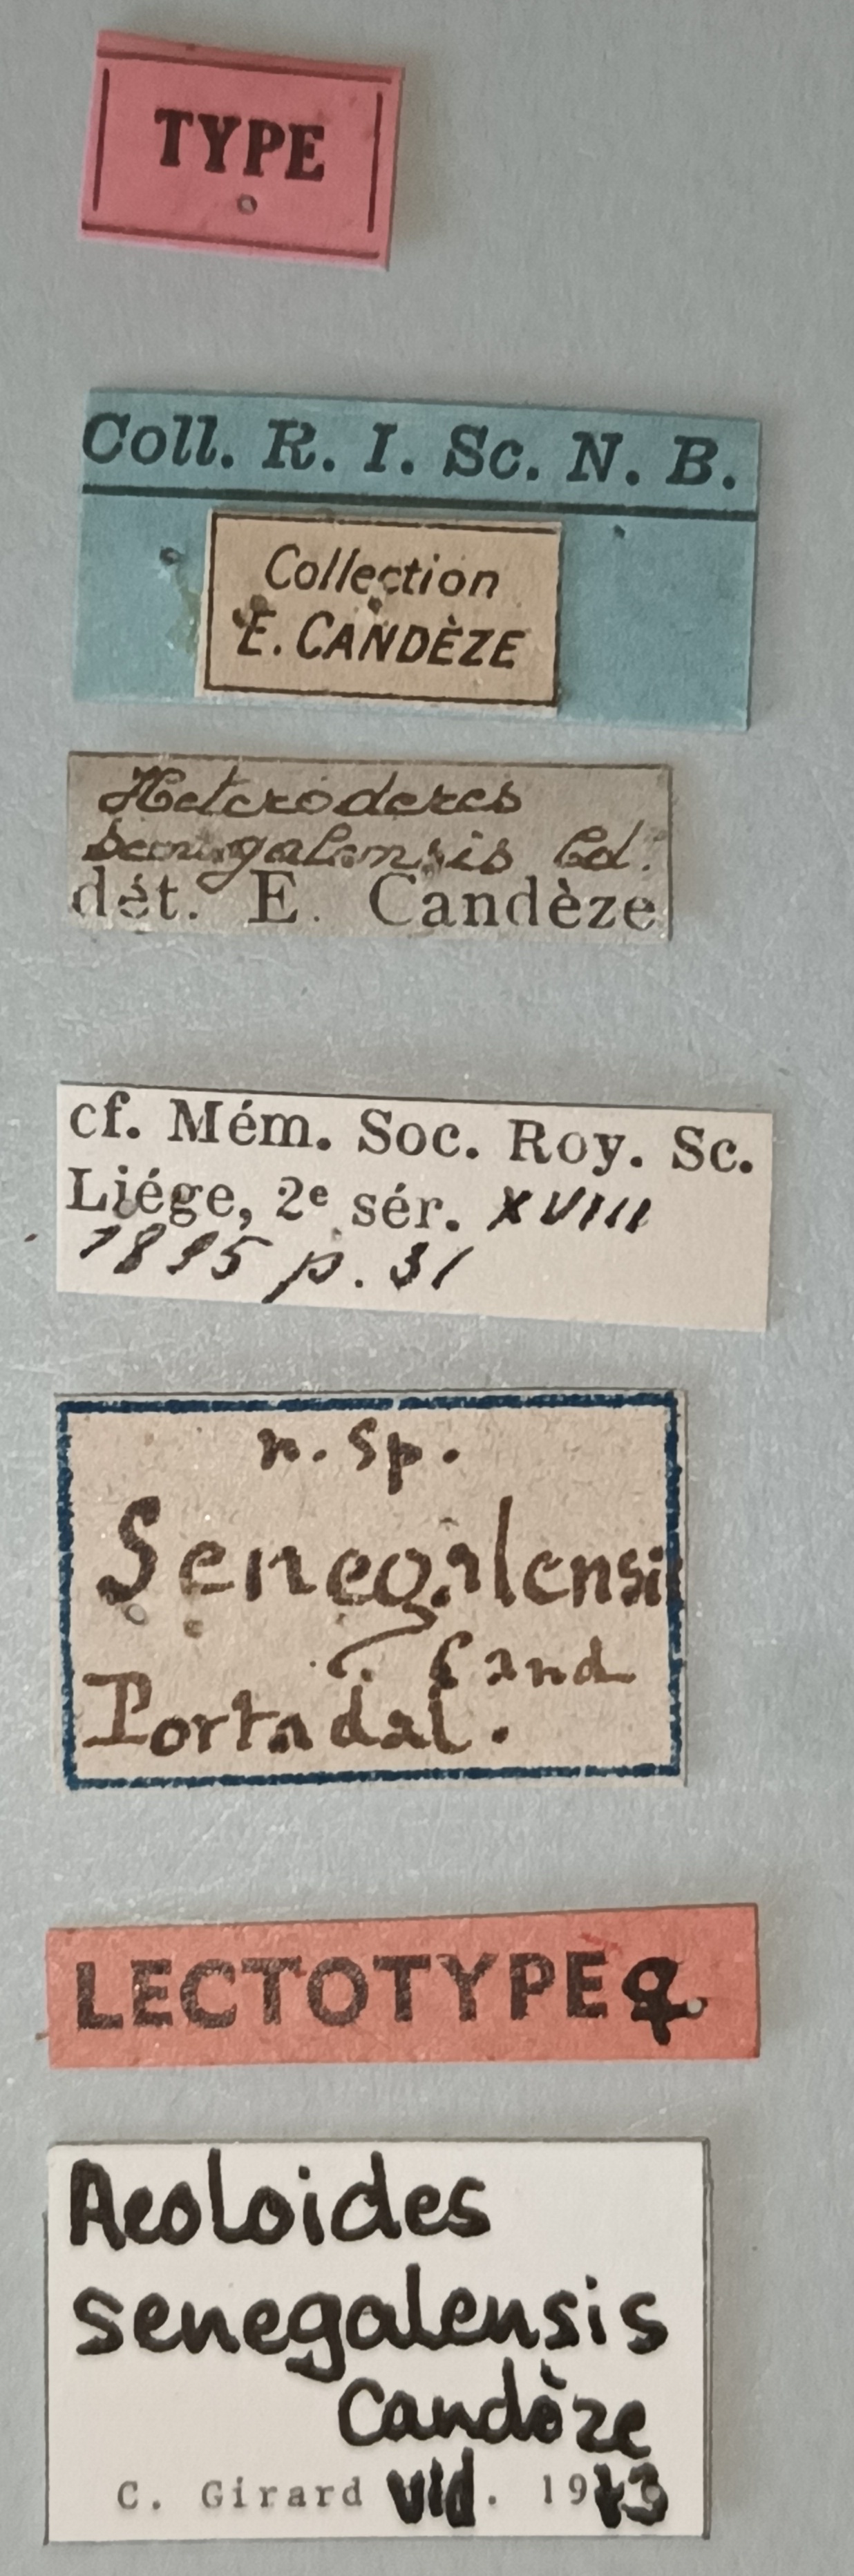 TYPE
Coll. R. I. Sc. N. B.
Collection
E. CANDÈZE
Heteroderes
senegalensis Cd.
dét. E. Candèze
cf. Mém. Soc. Roy. Sc.
Liége, 2e sér. XVIII
1895 p. 31
n. sp.
Senegalensis
Cand
Portadal.
LECTOTYPE ♀
Aeoloides
senegalensis
Candèze
C. Girard vid. 1973